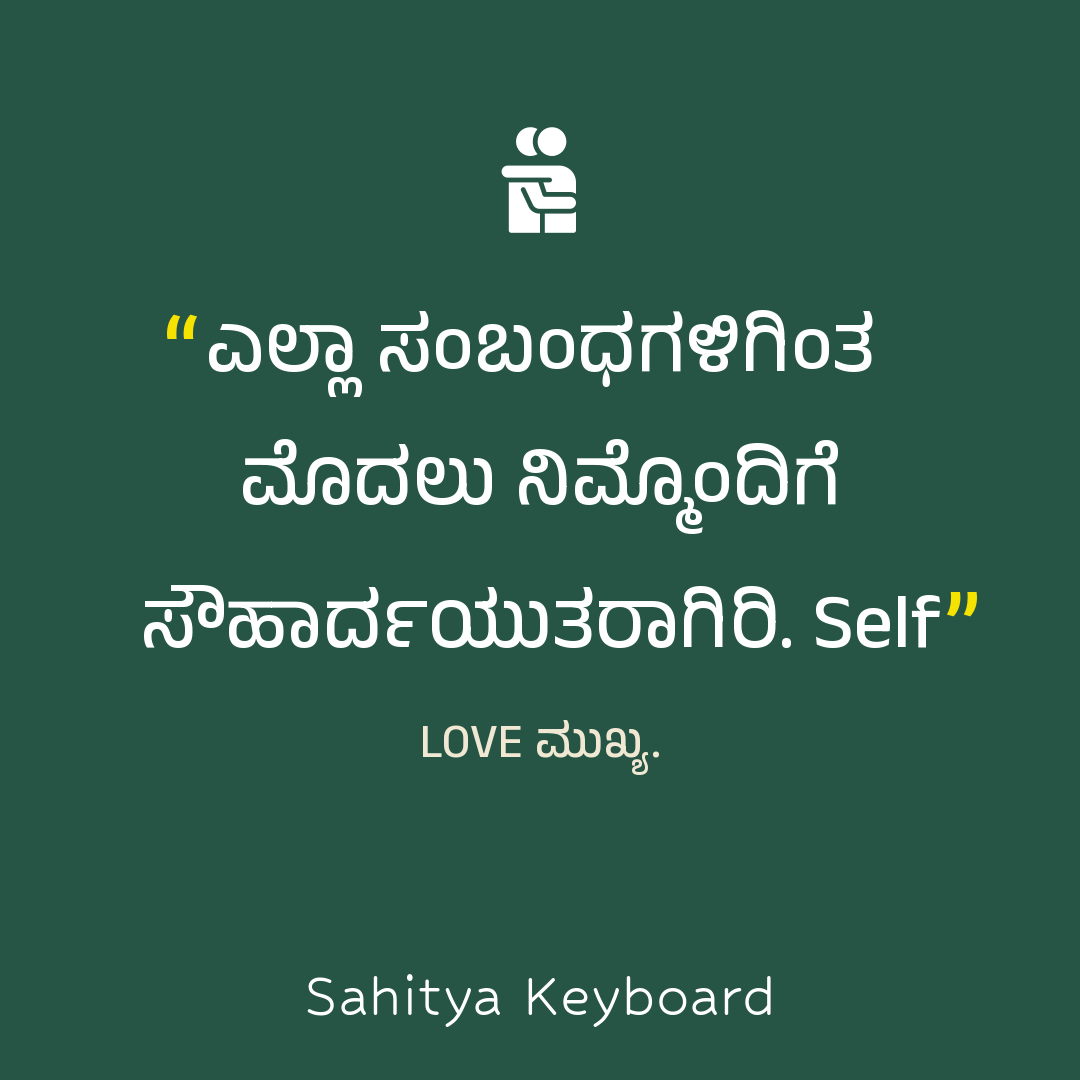 “ಎಲ್ಲಾ ಸಂಬಂಧಗಳಿಗಿಂತ
ಮೊದಲು ನಿಮ್ಮೊಂದಿಗೆ
ಸೌಹಾರ್ದಯುತರಾಗಿರಿ. Self”
LOVE ಮುಖ್ಯ.
Sahitya Keyboard